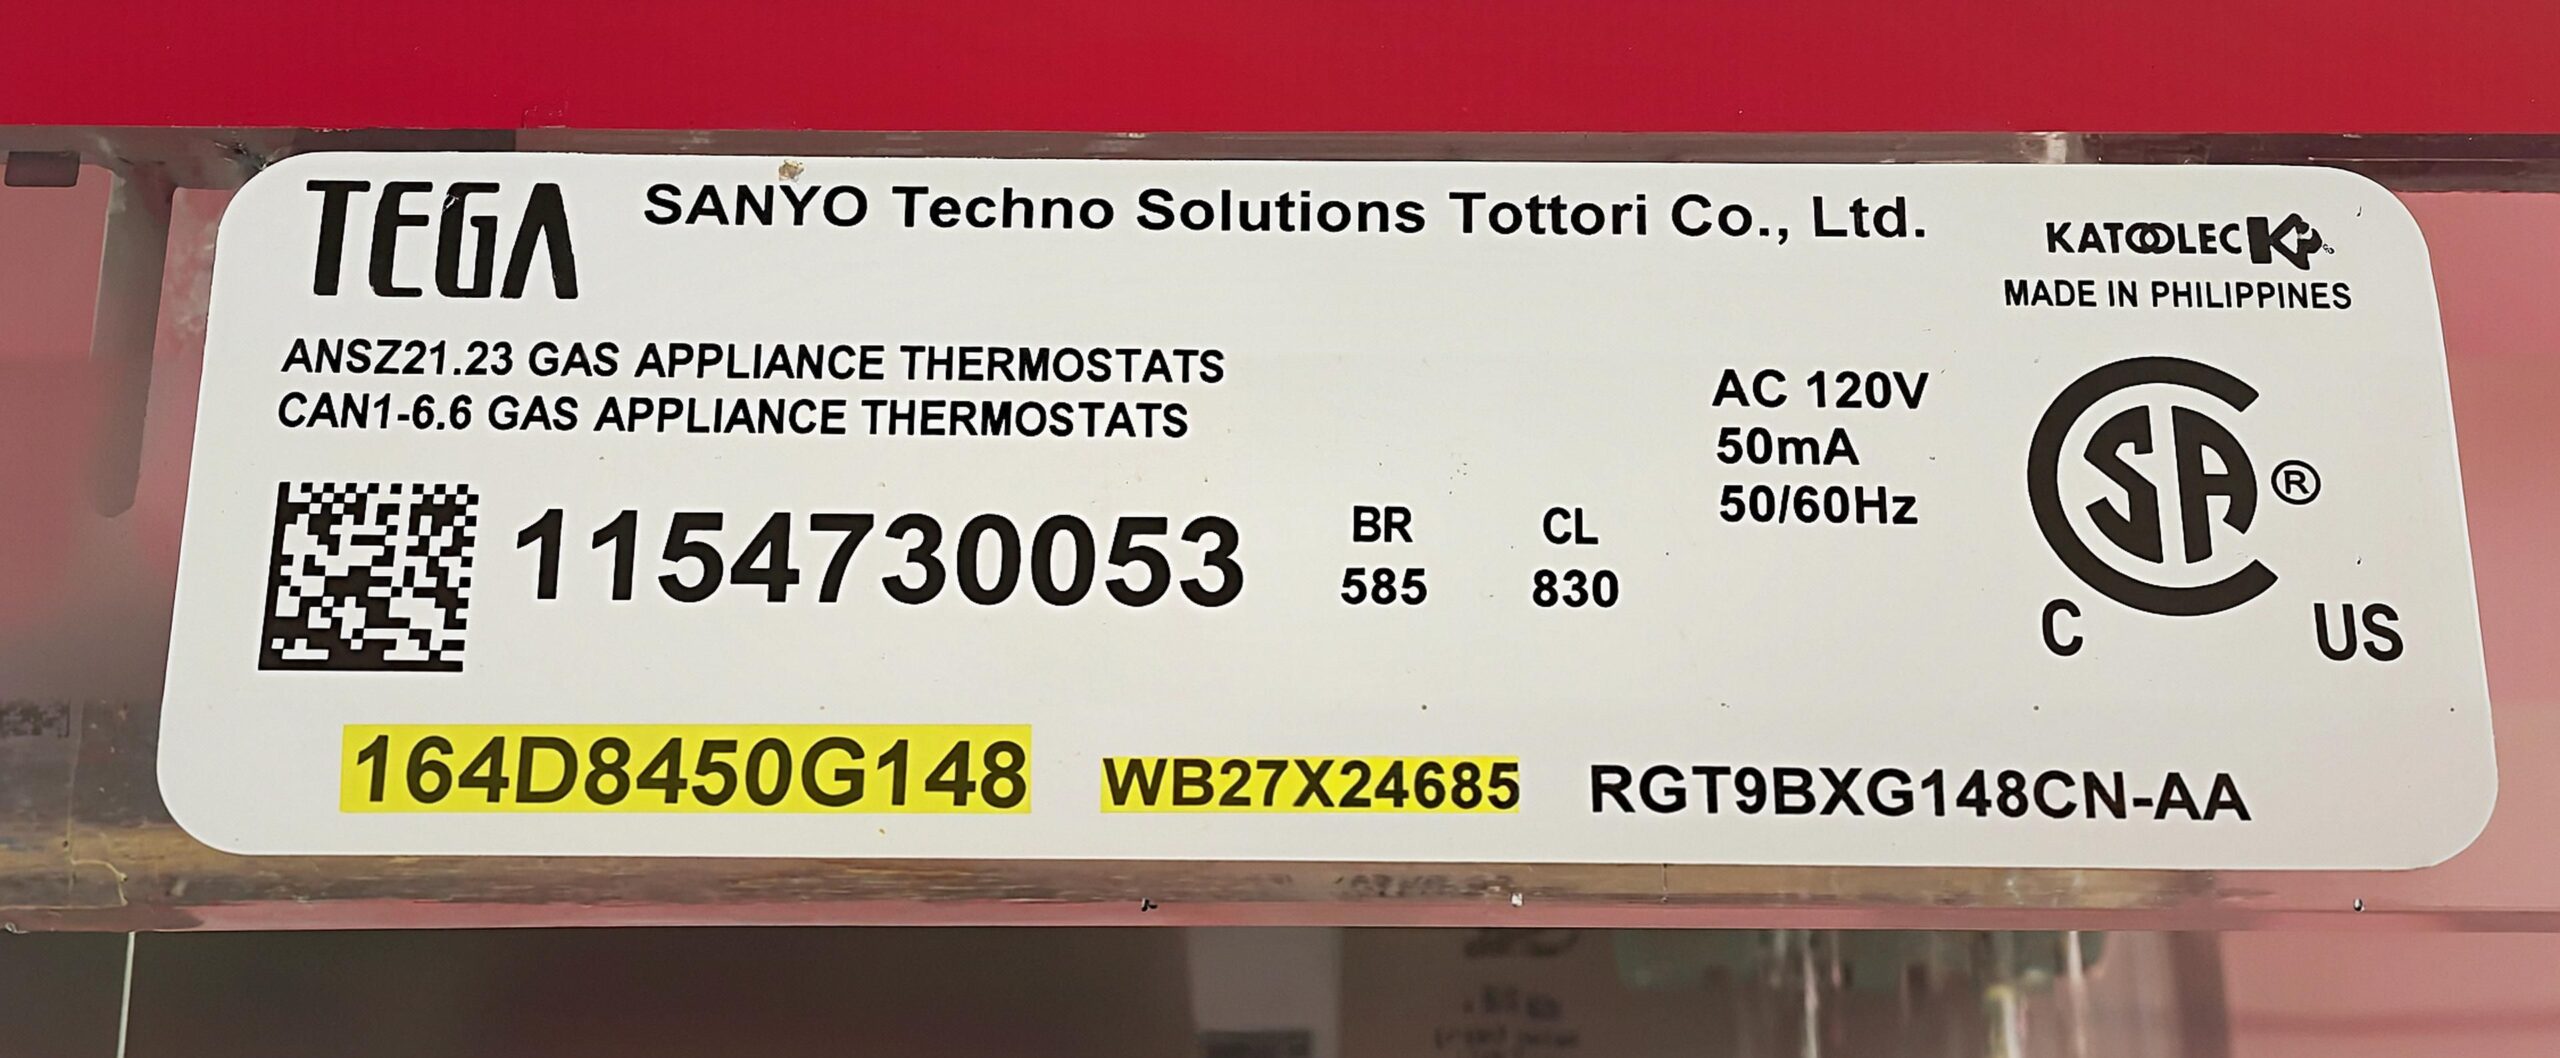 TEGA SANYO Techno Solutions Tottori Co., Ltd.
KATOOLEC
MADE IN PHILIPPINES
ANSZ21.23 GAS APPLIANCE THERMOSTATS
CAN1-6.6 GAS APPLIANCE THERMOSTATS
AC 120V
50mA
50/60Hz
1154730053
BR
585
CL
830
SA ®
C US
164D8450G148 WB27X24685 RGT9BXG148CN-AA